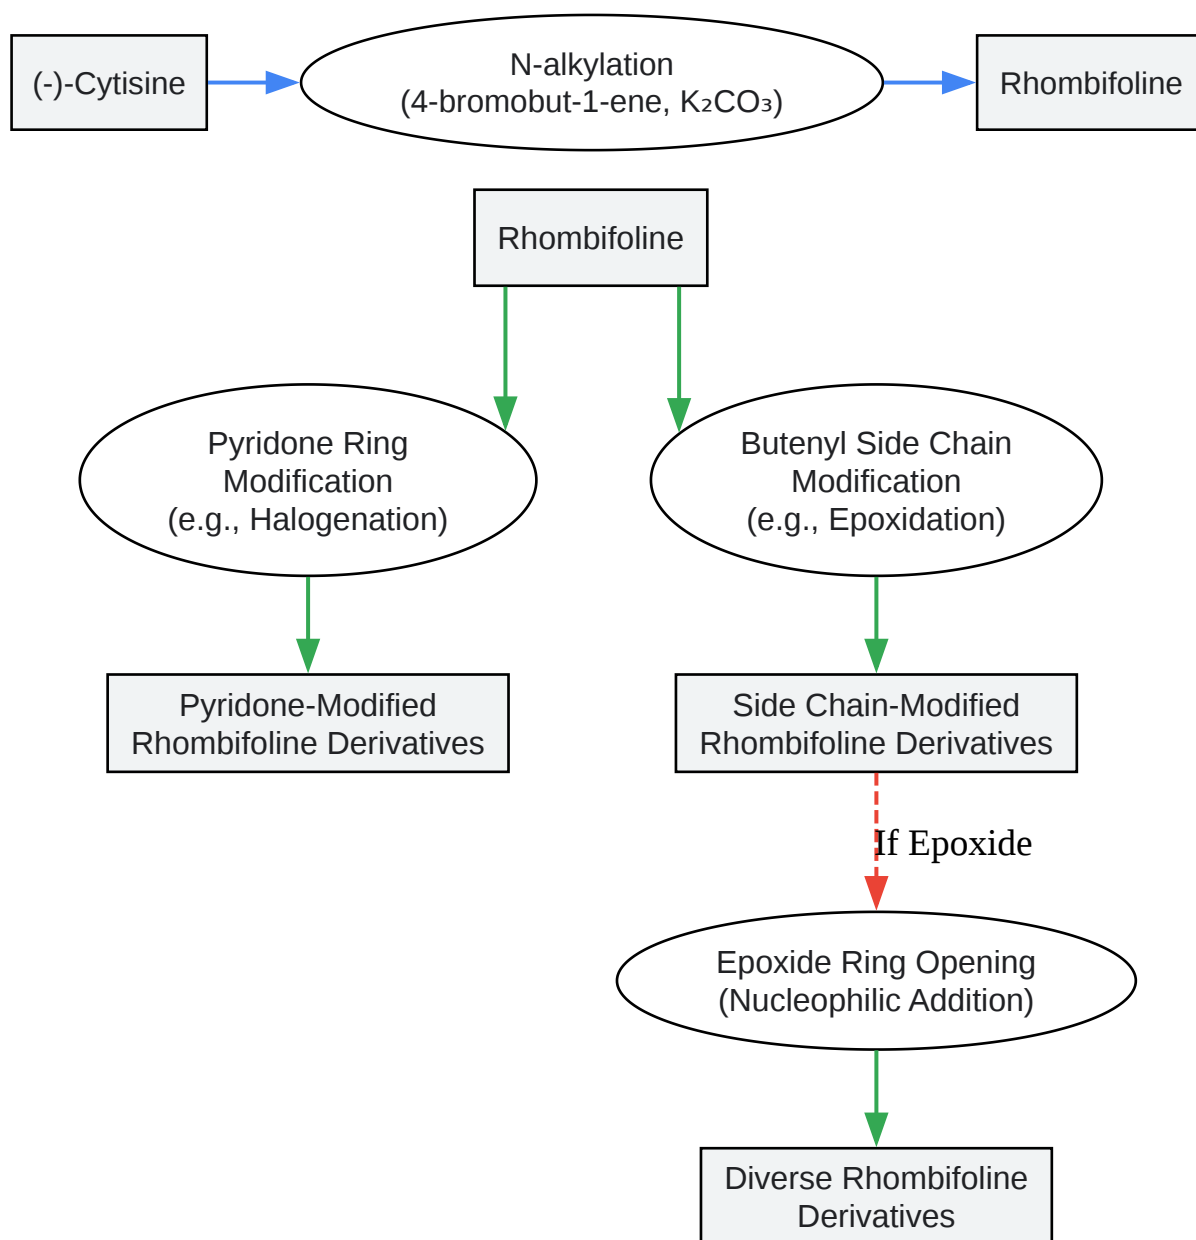 (-)-Cytisine
N-alkylation
(4-bromobut-1-ene, K₂CO₃)
Rhombifoline
Rhombifoline
Pyridone Ring
Modification
(e.g., Halogenation)
Butenyl Side Chain
Modification
(e.g., Epoxidation)
Pyridone-Modified
Rhombifoline Derivatives
Side Chain-Modified
Rhombifoline Derivatives
If Epoxide
Epoxide Ring Opening
(Nucleophilic Addition)
Diverse Rhombifoline
Derivatives